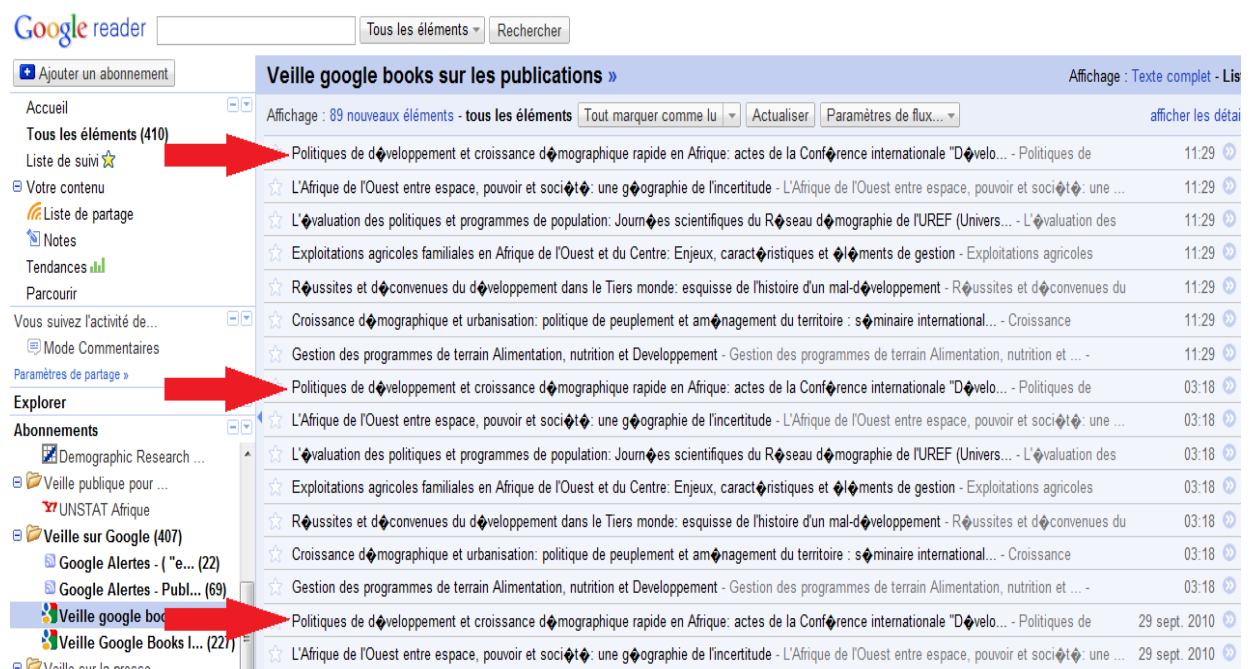 Google reader
Tous les éléments Rechercher
Ajouter un abonnement
Accueil
Tous les éléments (410)
Liste de suivi
Votre contenu
Liste de partage
Notes
Tendances
Parcourir
Vous suivez l'activité de...
Mode Commentaires
Paramètres de partage »
Explorer
Abonnements
Demographic Research ...
Veille publique pour ...
UNSTAT Afrique
Veille sur Google (407)
Google Alertes - ( "e... (22)
Google Alertes - Publ... (69)
Veille google
Veille Google Books I... (227)
Veille sur la presse
Veille google books sur les publications »
Affichage : Texte complet -
Affichage : 89 nouveaux éléments - tous les éléments Tout marquer comme lu Actualiser Paramètres de flux...
afficher les
Politiques de d�veloppement et croissance d�mographique rapide en Afrique: actes de la Conf�rence internationale "D�velo... - Politiques de 11:29
L'Afrique de l'Ouest entre espace, pouvoir et soci�t�: une g�ographie de l'incertitude - L'Afrique de l'Ouest entre espace, pouvoir et soci�t�: une ... 11:29
L'�valuation des politiques et programmes de population: Journ�es scientifiques du R�seau d�mographie de l'UREF (Univers... - L'�valuation des 11:29
Exploitations agricoles familiales en Afrique de l'Ouest et du Centre: Enjeux, caract�ristiques et �l�ments de gestion - Exploitations agricoles 11:29
R�ussites et d�convenues du d�veloppement dans le Tiers monde: esquisse de l'histoire d'un mal-d�veloppement - R�ussites et d�convenues du 11:29
Croissance d�mographique et urbanisation: politique de peuplement et am�nagement du territoire : s�minaire international... - Croissance 11:29
Gestion des programmes de terrain Alimentation, nutrition et Developpement - Gestion des programmes de terrain Alimentation, nutrition et ... - 11:29
Politiques de d�veloppement et croissance d�mographique rapide en Afrique: actes de la Conf�rence internationale "D�velo... - Politiques de 03:18
L'Afrique de l'Ouest entre espace, pouvoir et soci�t�: une g�ographie de l'incertitude - L'Afrique de l'Ouest entre espace, pouvoir et soci�t�: une ... 03:18
L'�valuation des politiques et programmes de population: Journ�es scientifiques du R�seau d�mographie de l'UREF (Univers... - L'�valuation des 03:18
Exploitations agricoles familiales en Afrique de l'Ouest et du Centre: Enjeux, caract�ristiques et �l�ments de gestion - Exploitations agricoles 03:18
R�ussites et d�convenues du d�veloppement dans le Tiers monde: esquisse de l'histoire d'un mal-d�veloppement - R�ussites et d�convenues du 03:18
Croissance d�mographique et urbanisation: politique de peuplement et am�nagement du territoire : s�minaire international... - Croissance 03:18
Gestion des programmes de terrain Alimentation, nutrition et Developpement - Gestion des programmes de terrain Alimentation, nutrition et ... - 03:18
Politiques de d�veloppement et croissance d�mographique rapide en Afrique: actes de la Conf�rence internationale "D�velo... - Politiques de 29 sept. 2010
L'Afrique de l'Ouest entre espace, pouvoir et soci�t�: une g�ographie de l'incertitude - L'Afrique de l'Ouest entre espace, pouvoir et soci�t�: une ... 29 sept. 2010